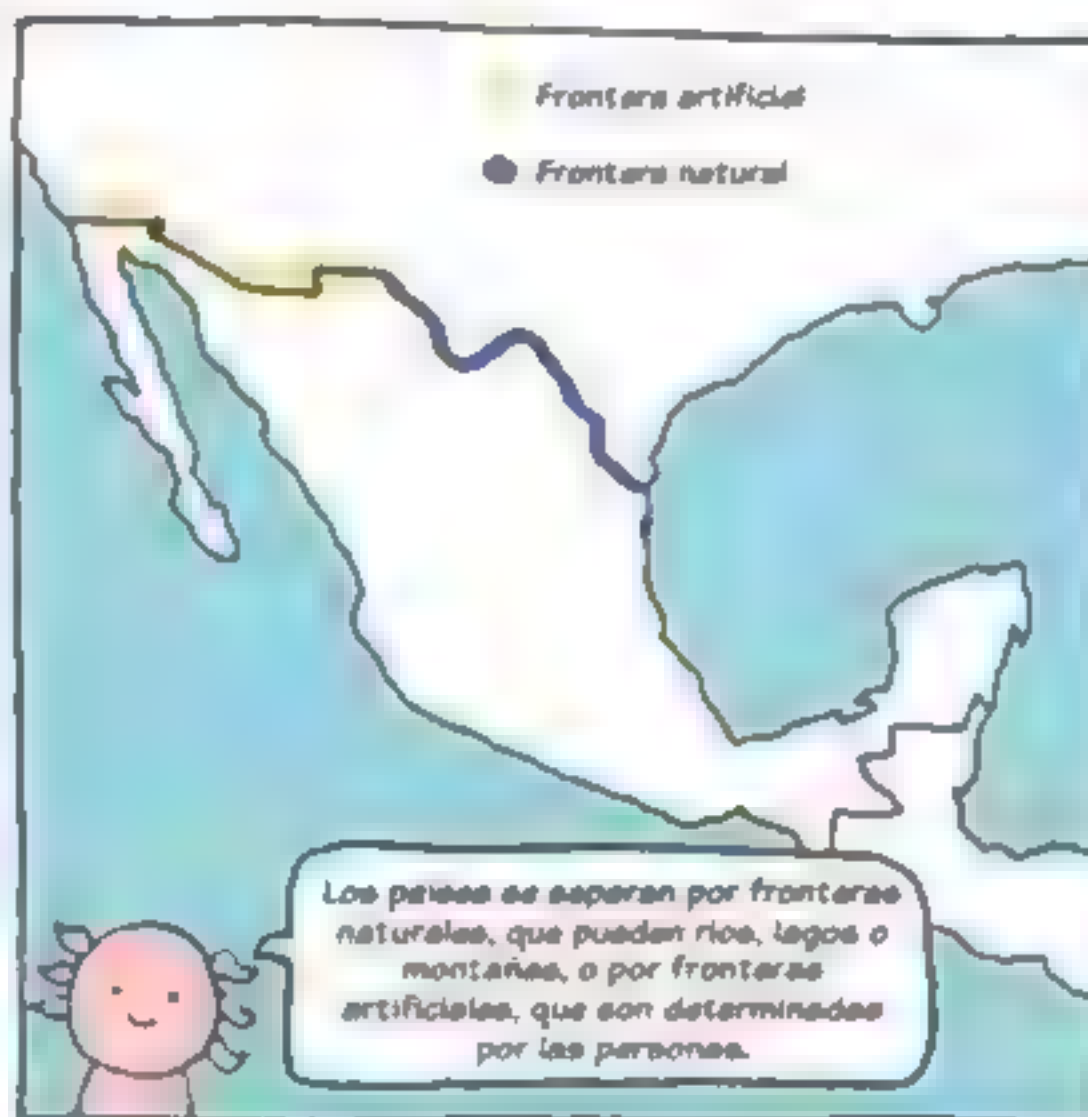 Frontera artificial
Frontera natural
Los países se separan por fronteras
naturales, que pueden ríos, lagos o
montañas, o por fronteras
artificiales, que son determinadas
por las personas.